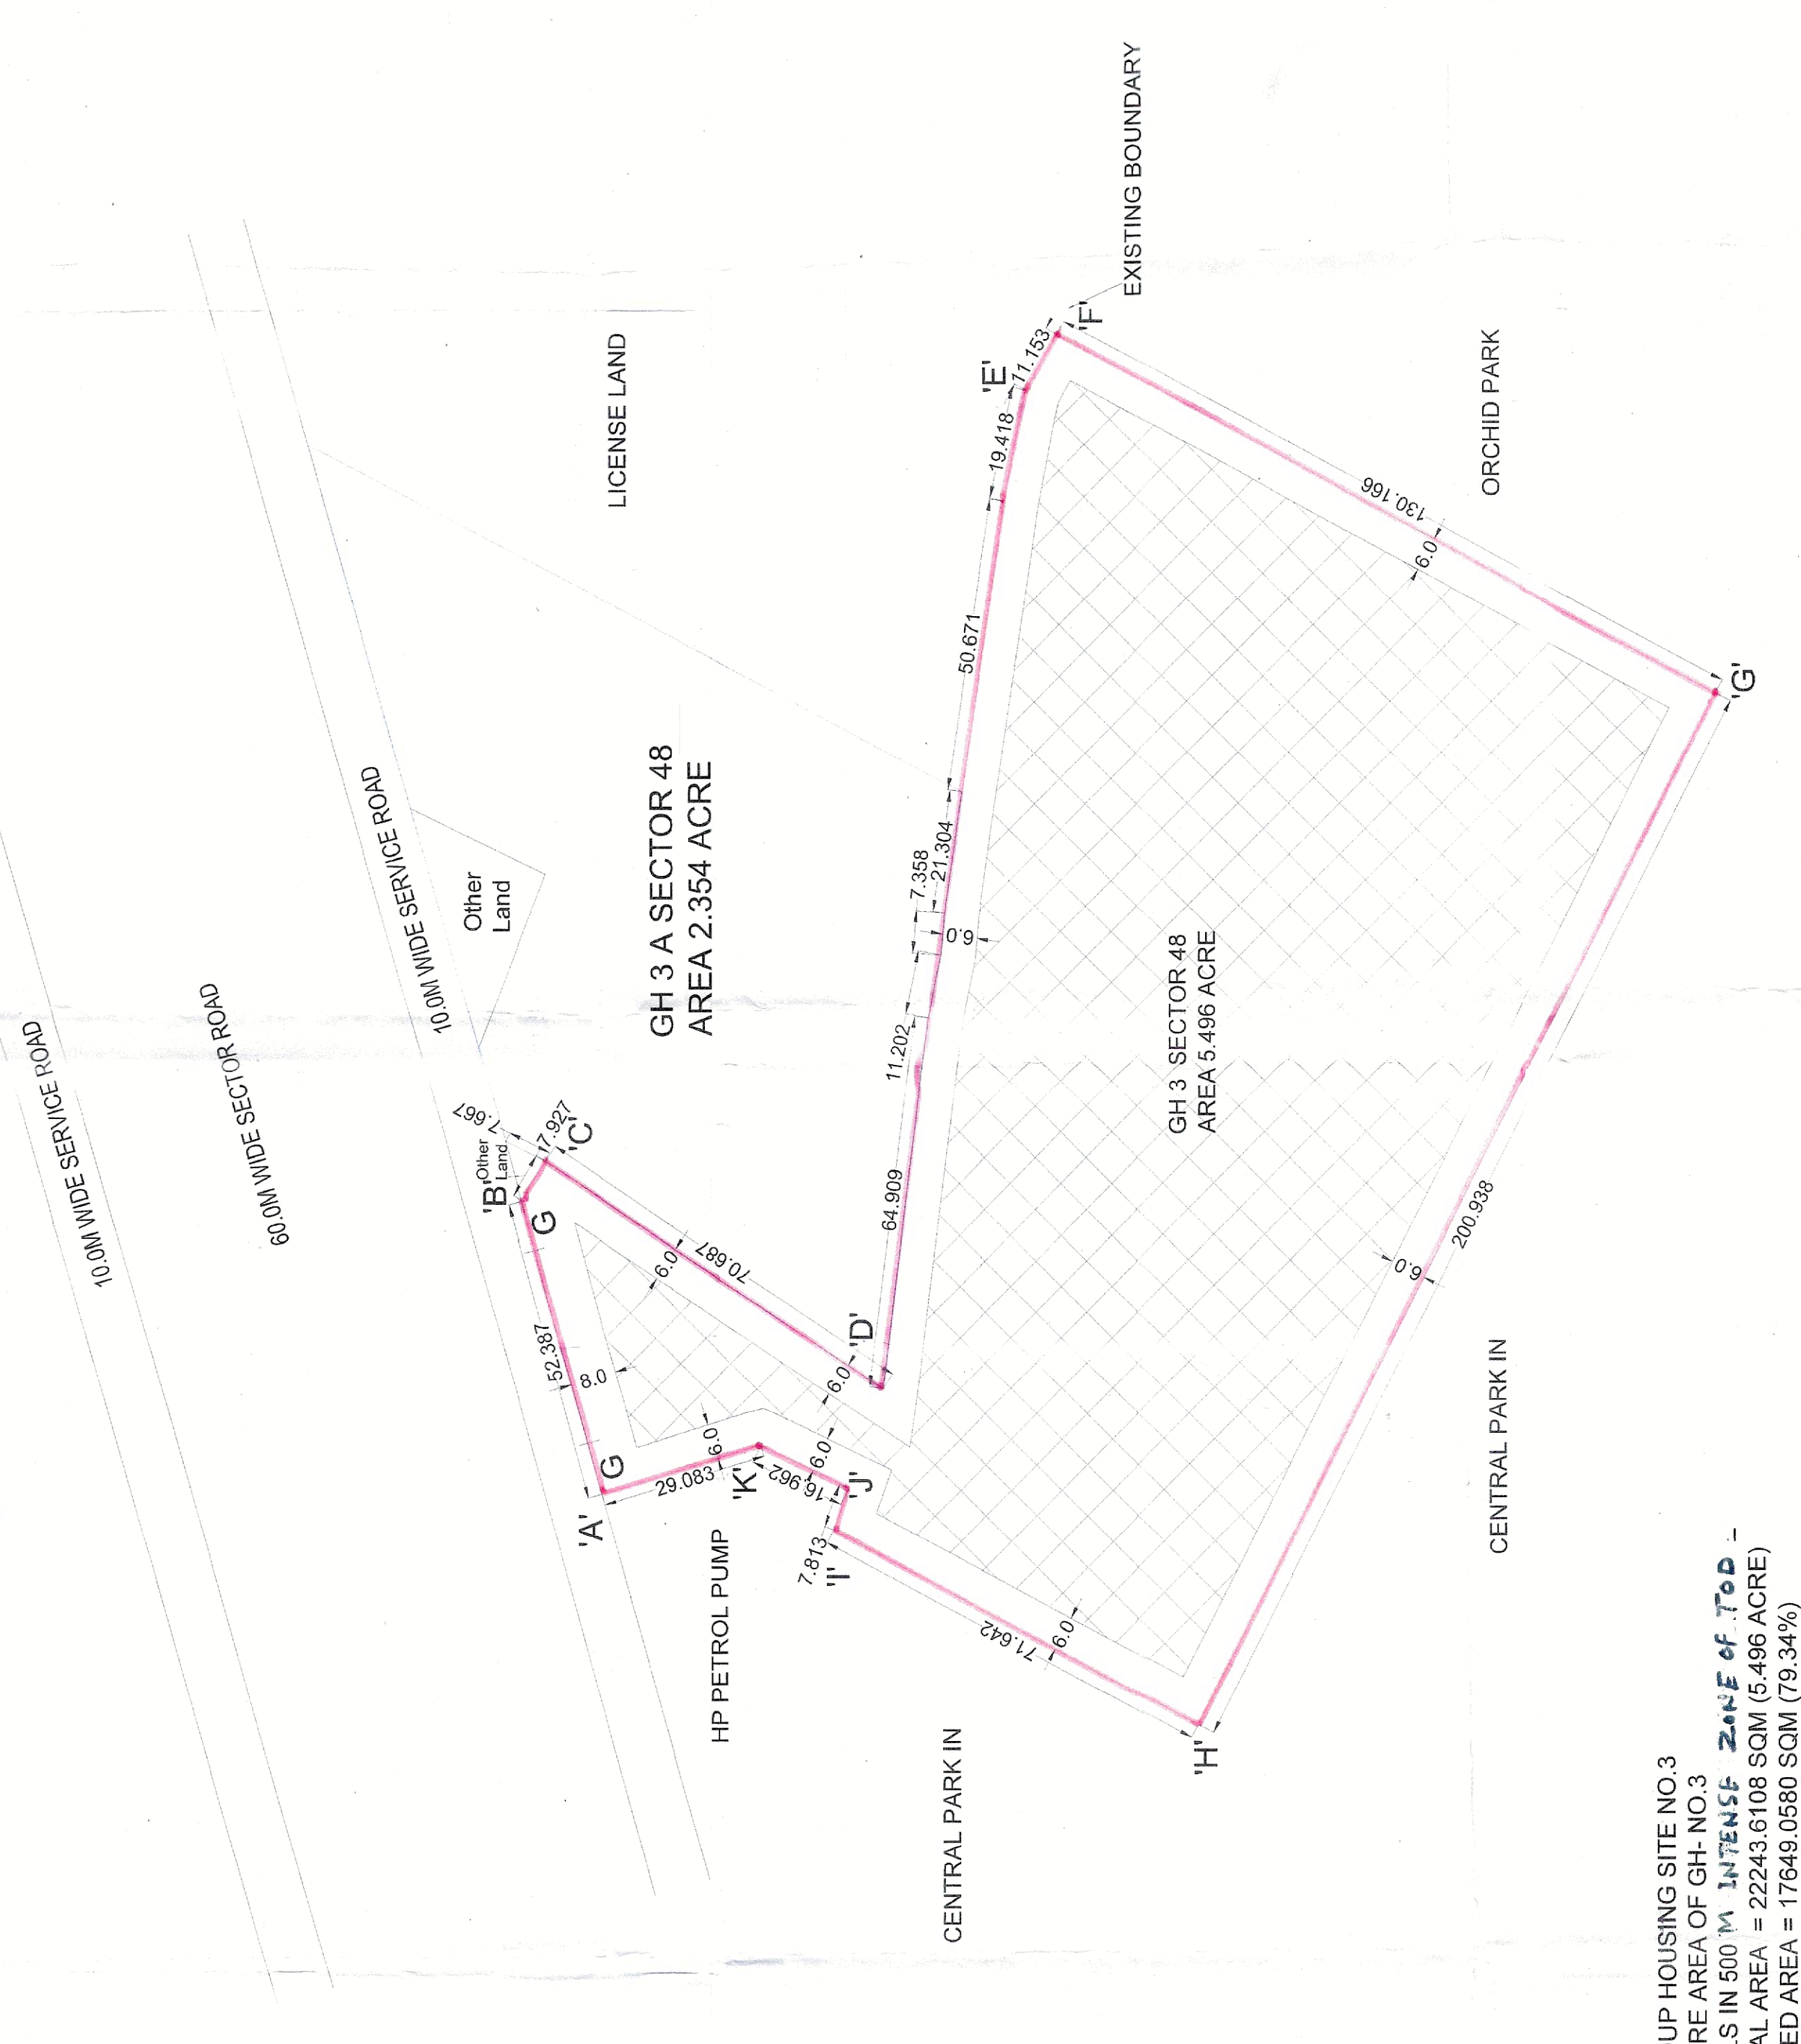 10.0M WIDE SERVICE ROAD
60.0M WIDE SECTOR ROAD
10.0M WIDE SERVICE ROAD
LICENSE LAND
EXISTING BOUNDARY
Other
Land
GH 3 A SECTOR 48
AREA 2.354 ACRE
Other
Land
7.667
7.927
'B'
'C'
G
52.387
8.0
6.0
70.687
'A'
G
29.083
6.0
'K'
16.962
6.0
'J'
6.0
'D'
7.813
'I'
64.909
11.202
7.358
21.304
6.0
50.671
19.418
'E'
11.153
'F'
130.166
6.0
ORCHID PARK
'G'
GH 3 SECTOR 48
AREA 5.496 ACRE
200.938
6.0
71.642
6.0
'H'
HP PETROL PUMP
CENTRAL PARK IN
CENTRAL PARK IN
UP HOUSING SITE NO.3
RE AREA OF GH- NO.3
LS IN 500 M INTENSE ZONE OF TOD :-
AL AREA = 22243.6108 SQM (5.496 ACRE)
ED AREA = 17649.0580 SQM (79.34%)